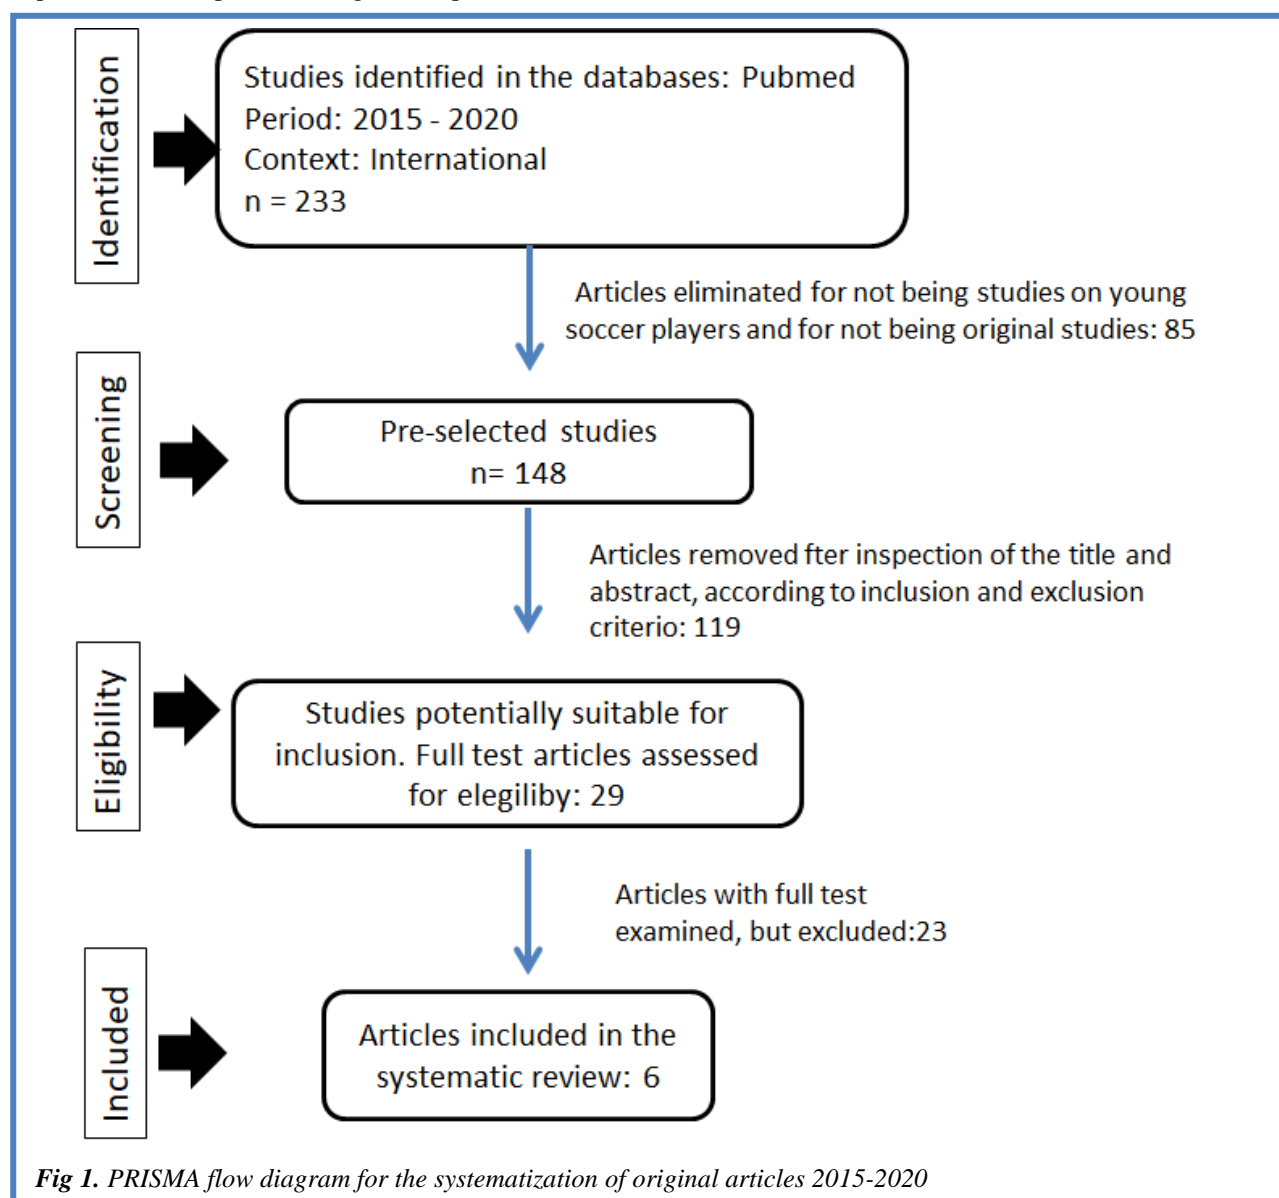 Identification
Studies identified in the databases: Pubmed
Period: 2015 - 2020
Context: International
n = 233
Articles eliminated for not being studies on young
soccer players and for not being original studies: 85
Screening
Pre-selected studies
n= 148
Articles removed fter inspection of the title and
abstract, according to inclusion and exclusion
criterio: 119
Eligibility
Studies potentially suitable for
inclusion. Full test articles assessed
for elegiliby: 29
Articles with full test
examined, but excluded:23
Included
Articles included in the
systematic review: 6
Fig 1. PRISMA flow diagram for the systematization of original articles 2015-2020